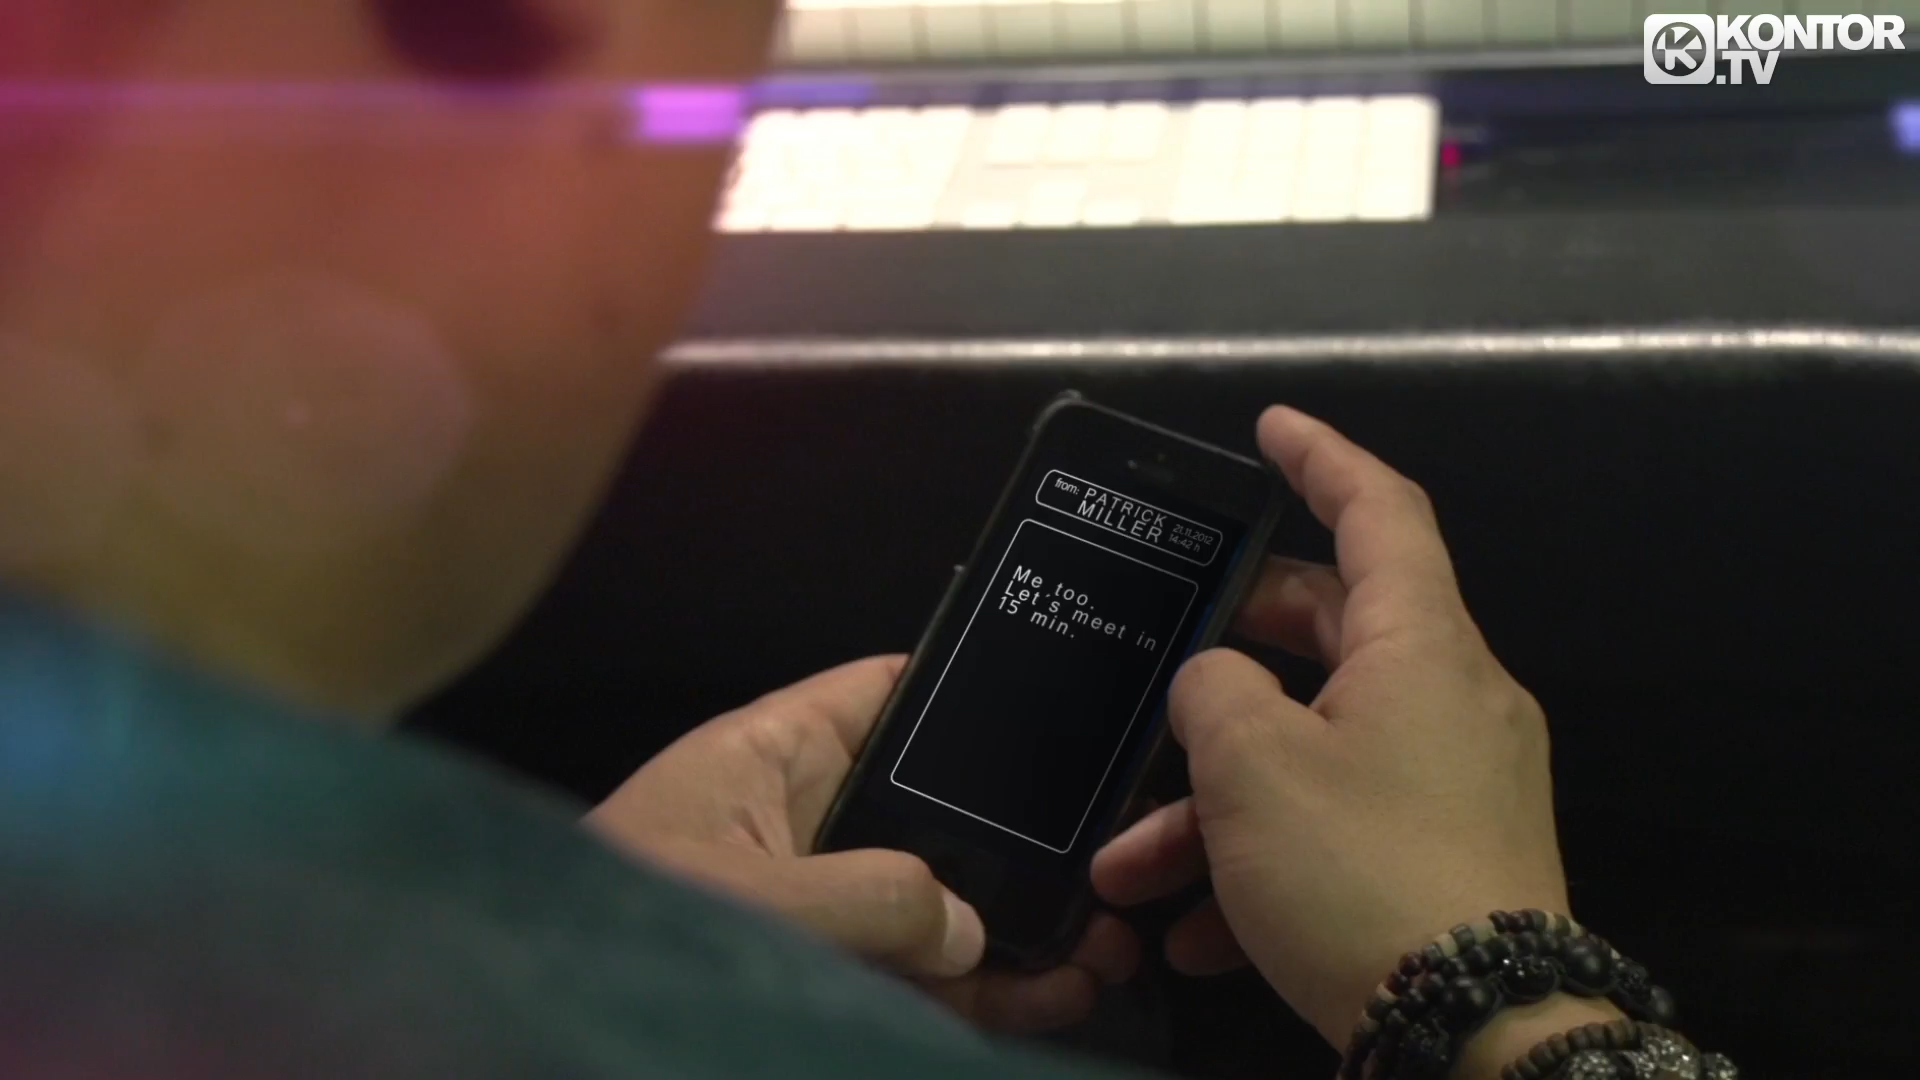 KONTOR
.TV
from: PATRICK
MILLER
21.11.2012
14:42 h
Me too.
Let´s meet in
15 min.